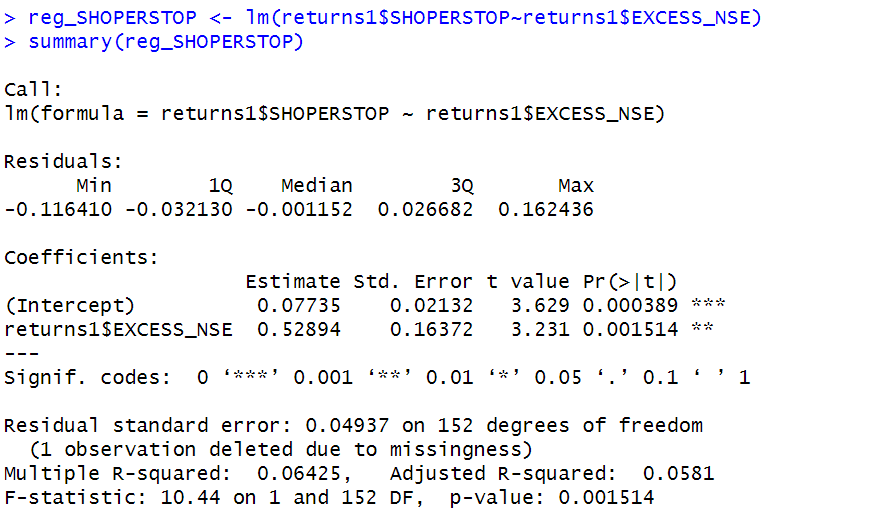 > reg_SHOPERSTOP <- lm(returns1$SHOPERSTOP~returns1$EXCESS_NSE)
> summary(reg_SHOPERSTOP)
Call:
lm(formula = returns1$SHOPERSTOP ~ returns1$EXCESS_NSE)
Residuals:
      Min        1Q    Median        3Q       Max
-0.116410 -0.032130 -0.001152  0.026682  0.162436
Coefficients:
                    Estimate Std. Error t value Pr(>|t|)
(Intercept)          0.07735    0.02132   3.629 0.000389 ***
returns1$EXCESS_NSE  0.52894    0.16372   3.231 0.001514 **
---
Signif. codes:  0 ‘***’ 0.001 ‘**’ 0.01 ‘*’ 0.05 ‘.’ 0.1 ‘ ’ 1
Residual standard error: 0.04937 on 152 degrees of freedom
  (1 observation deleted due to missingness)
Multiple R-squared:  0.06425,	Adjusted R-squared:  0.0581
F-statistic: 10.44 on 1 and 152 DF,  p-value: 0.001514